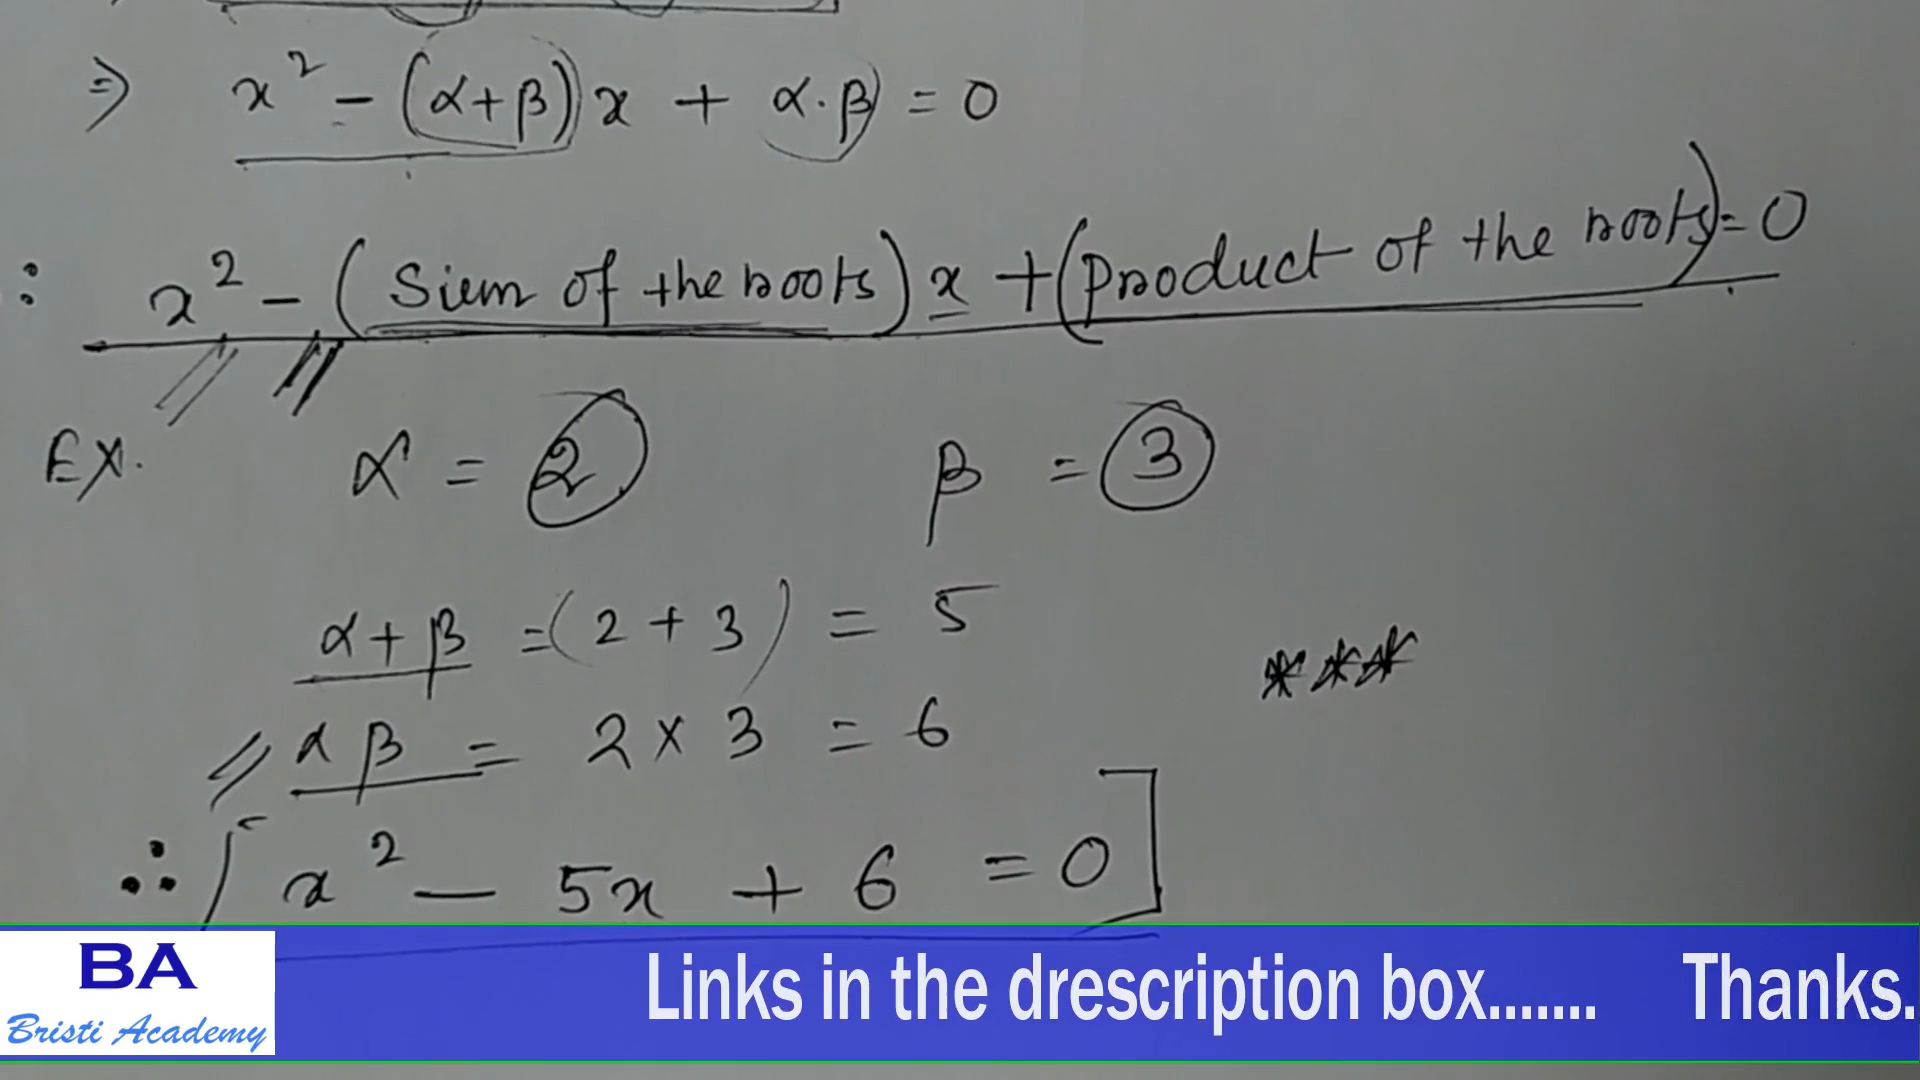 ⇒ x² - (α+β) x + α.β = 0
∴ x² - (Sum of the roots) x + (Product of the roots) = 0
EX. α = 2 β = 3
α+β = (2 + 3) = 5
αβ = 2 × 3 = 6
***
∴ [x² - 5x + 6 = 0]
BA
Bristi Academy
Links in the drescription box....... Thanks.